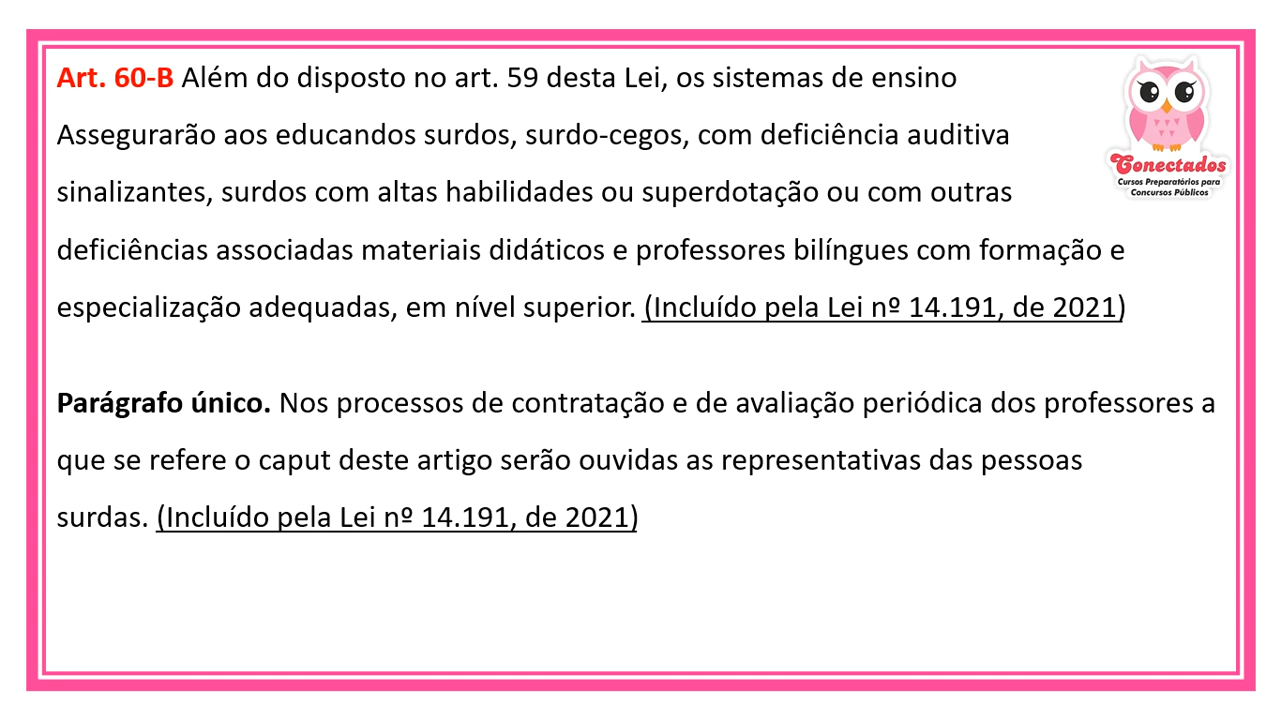 Art. 60-B Além do disposto no art. 59 desta Lei, os sistemas de ensino
Assegurarão aos educandos surdos, surdo-cegos, com deficiência auditiva
sinalizantes, surdos com altas habilidades ou superdotação ou com outras
deficiências associadas materiais didáticos e professores bilíngues com formação e
especialização adequadas, em nível superior. (Incluído pela Lei nº 14.191, de 2021)
Parágrafo único. Nos processos de contratação e de avaliação periódica dos professores a
que se refere o caput deste artigo serão ouvidas as representativas das pessoas
surdas. (Incluído pela Lei nº 14.191, de 2021)
Conectados
Cursos Preparatórios para
Concursos Públicos